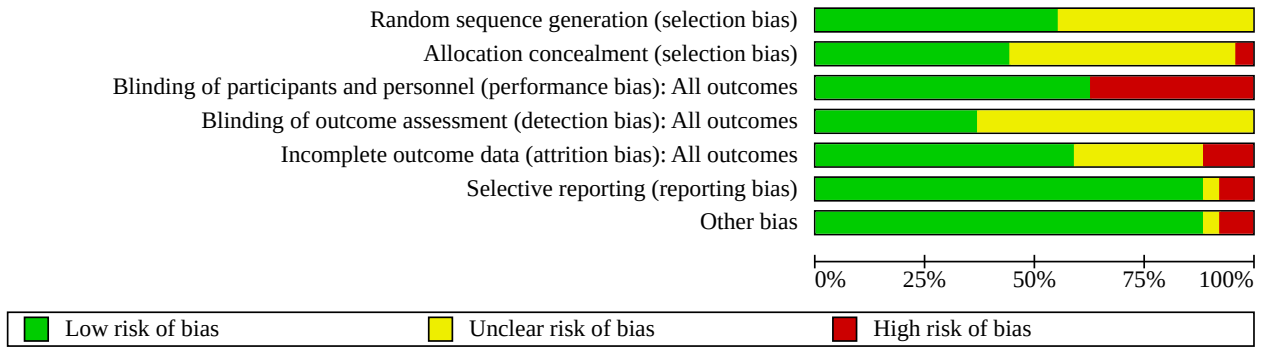 Random sequence generation (selection bias)
Allocation concealment (selection bias)
Blinding of participants and personnel (performance bias): All outcomes
Blinding of outcome assessment (detection bias): All outcomes
Incomplete outcome data (attrition bias): All outcomes
Selective reporting (reporting bias)
Other bias
0% 25% 50% 75% 100%
Low risk of bias Unclear risk of bias High risk of bias